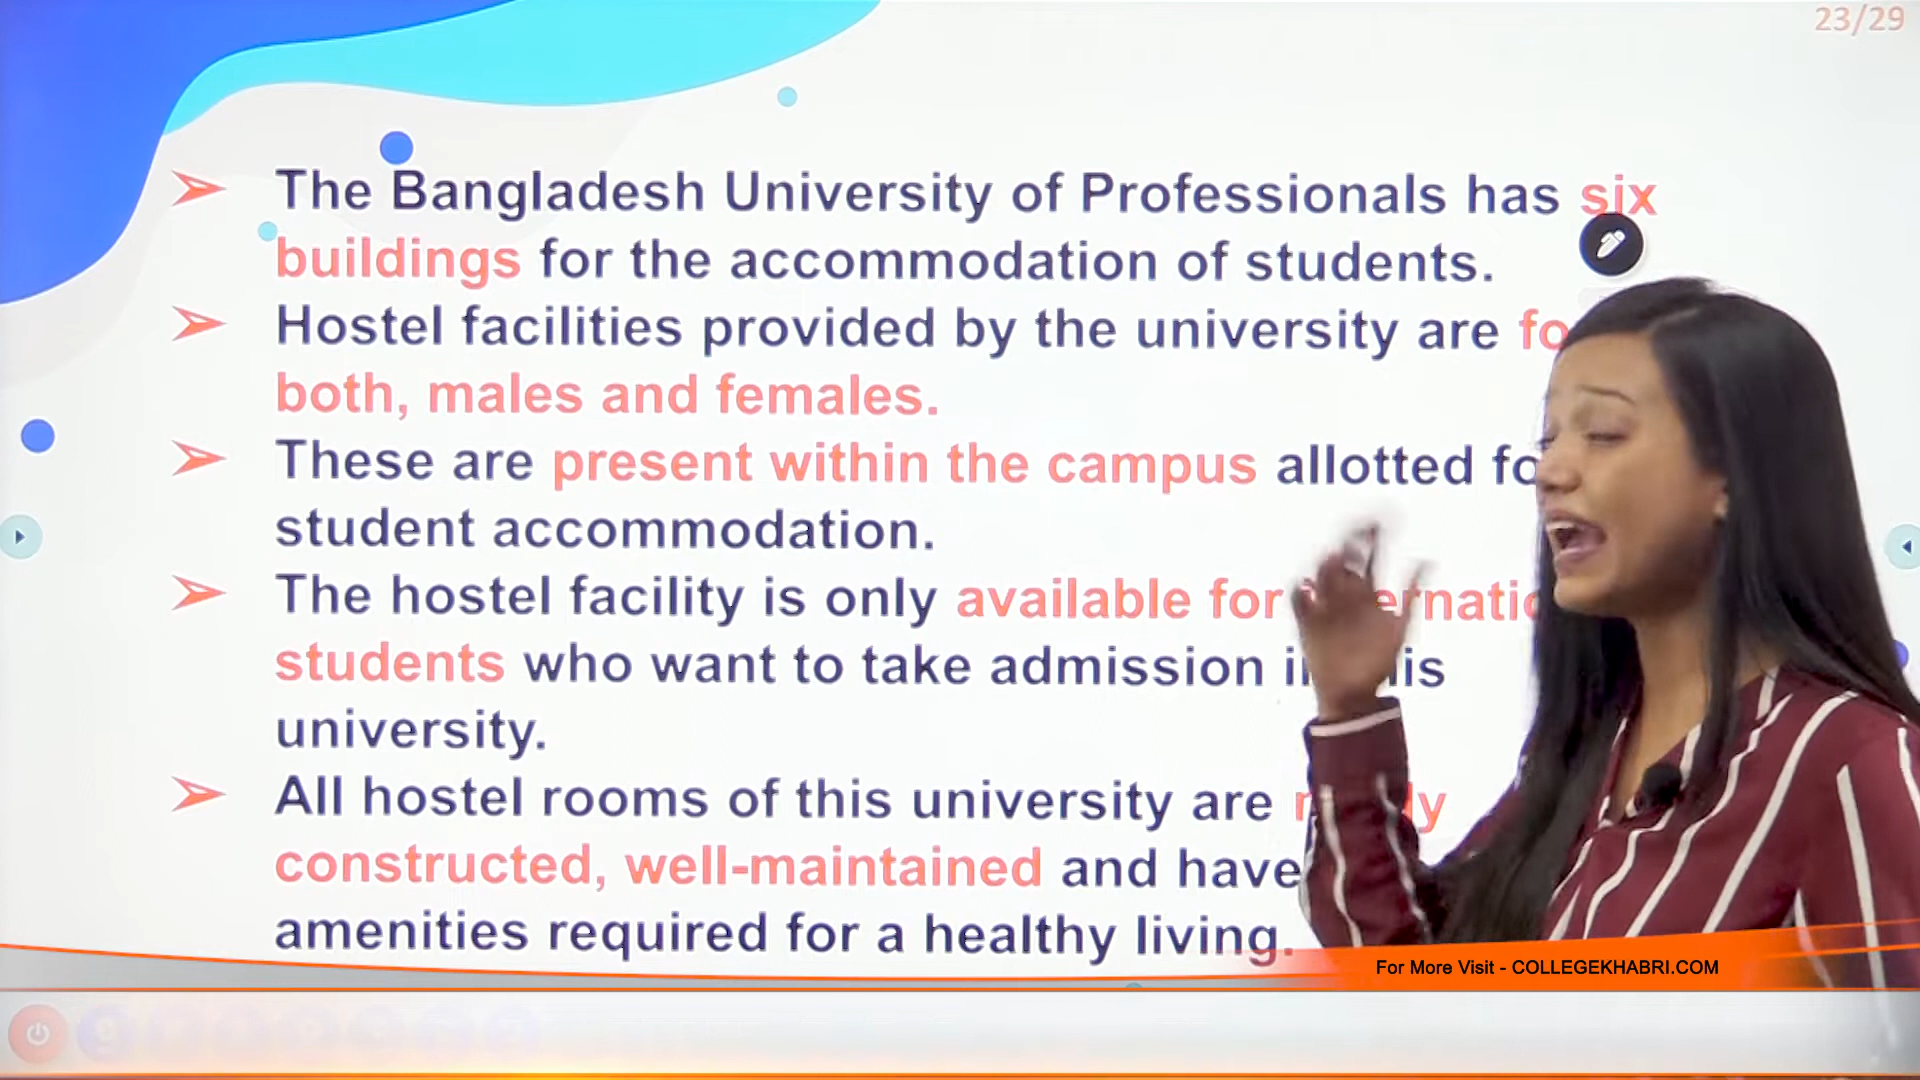 23/29
The Bangladesh University of Professionals has six
buildings for the accommodation of students.
Hostel facilities provided by the university are
both, males and females.
These are present within the campus allotted
student accommodation.
The hostel facility is only available for
students who want to take admission
university.
All hostel rooms of this university are
constructed, well-maintained and have
amenities required for a healthy living.
For More Visit - COLLEGEKHABRI.COM